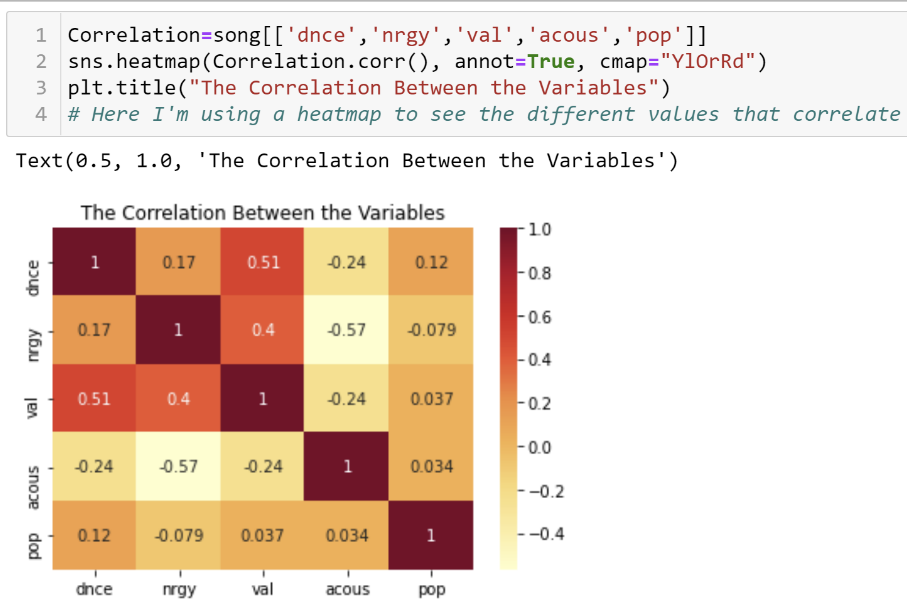 1 Correlation=song[['dnce','nrgy','val','acous','pop']]
2 sns.heatmap(Correlation.corr(), annot=True, cmap="YlOrRd")
3 plt.title("The Correlation Between the Variables")
4 # Here I'm using a heatmap to see the different values that correlate
Text(0.5, 1.0, 'The Correlation Between the Variables')
The Correlation Between the Variables
dnce 1 0.17 0.51 -0.24 0.12
nrgy 0.17 1 0.4 -0.57 -0.079
val 0.51 0.4 1 -0.24 0.037
acous -0.24 -0.57 -0.24 1 0.034
pop 0.12 -0.079 0.037 0.034 1
dnce nrgy val acous pop
1.0
0.8
0.6
0.4
0.2
0.0
−0.2
−0.4